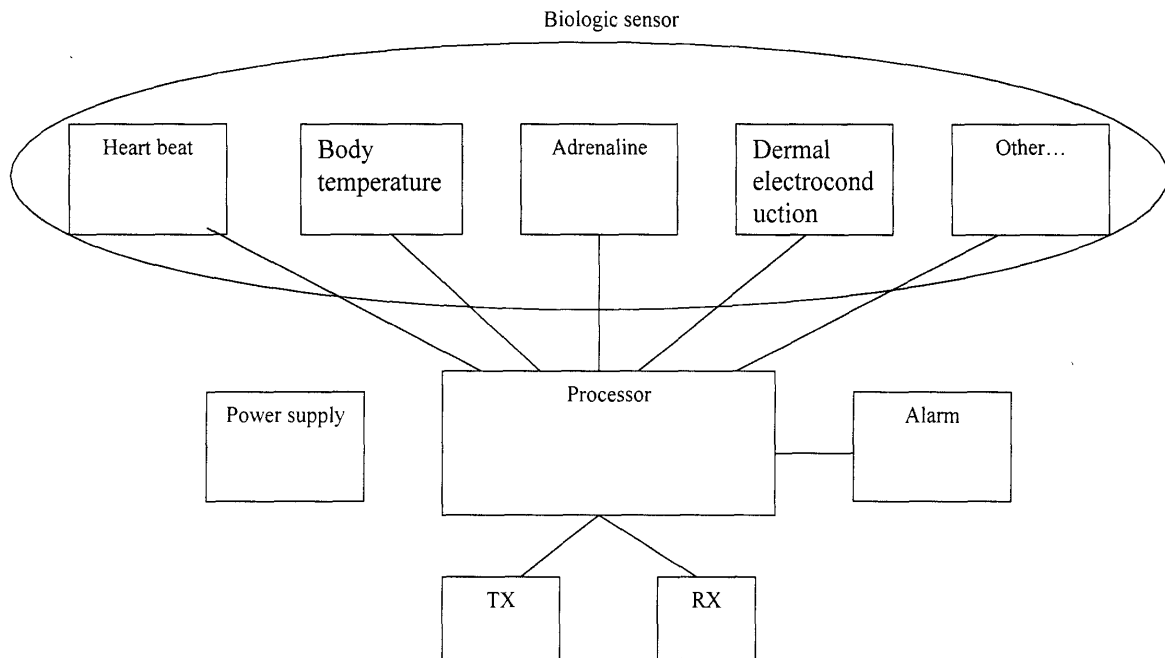 Biologic sensor
Heart beat
Body
temperature
Adrenaline
Dermal
electrocond
uction
Other...
Power supply
Processor
Alarm
TX
RX